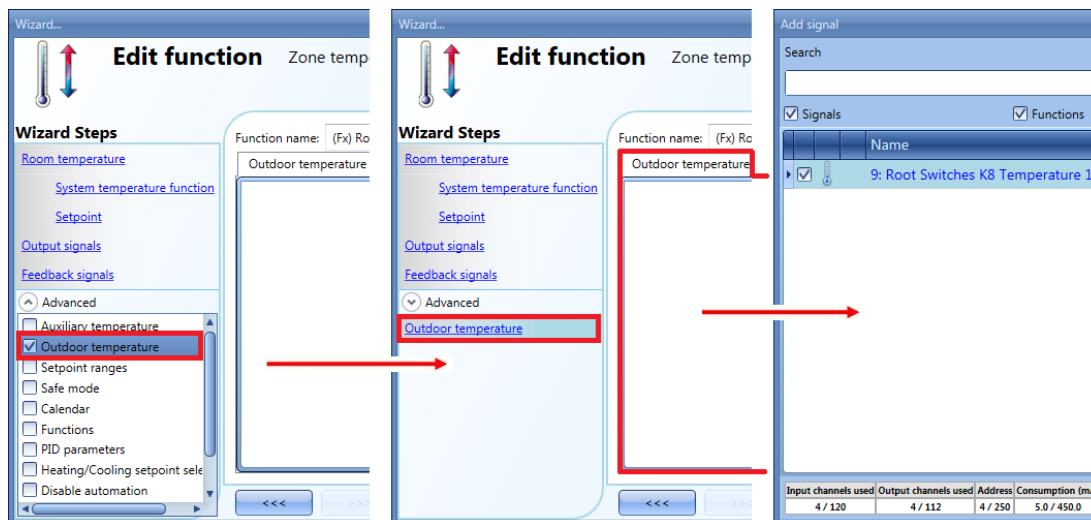 Wizard...
Edit function Zone temp
Wizard Steps
Function name: (Fx) Ro
Room temperature
Outdoor temperature
System temperature function
Setpoint
Output signals
Feedback signals
Advanced
Auxiliary temperature
Outdoor temperature
Setpoint ranges
Safe mode
Calendar
Functions
PID parameters
Heating/Cooling setpoint sele
Disable automation
<<< >>>
Wizard...
Edit function Zone temp
Wizard Steps
Function name: (Fx) Ro
Room temperature
Outdoor temperature
System temperature function
Setpoint
Output signals
Feedback signals
Advanced
Outdoor temperature
<<< >>>
Add signal
Search
Signals Functions
Name
9: Root Switches K8 Temperature 1
Input channels used Output channels used Address Consumption (m
4 / 120 4 / 112 4 / 250 5.0 / 450.0